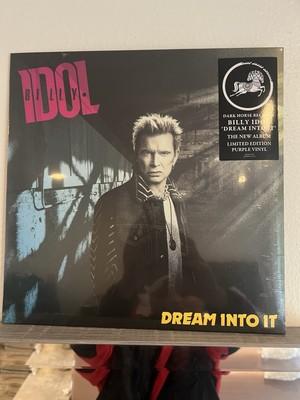 BILLY
IDOL
DARK HORSE RECORDS
BILLY IDOL
"DREAM INTO IT"
THE NEW ALBUM
LIMITED EDITION
PURPLE VINYL
DREAM INTO IT